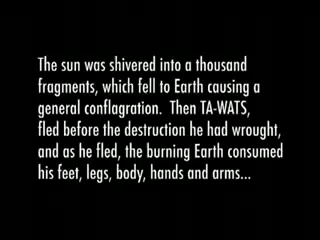 The sun was shivered into a thousand
fragments, which fell to Earth causing a
general conflagration.  Then TA-WATS,
fled before the destruction he had wrought,
and as he fled, the burning Earth consumed
his feet, legs, body, hands and arms...